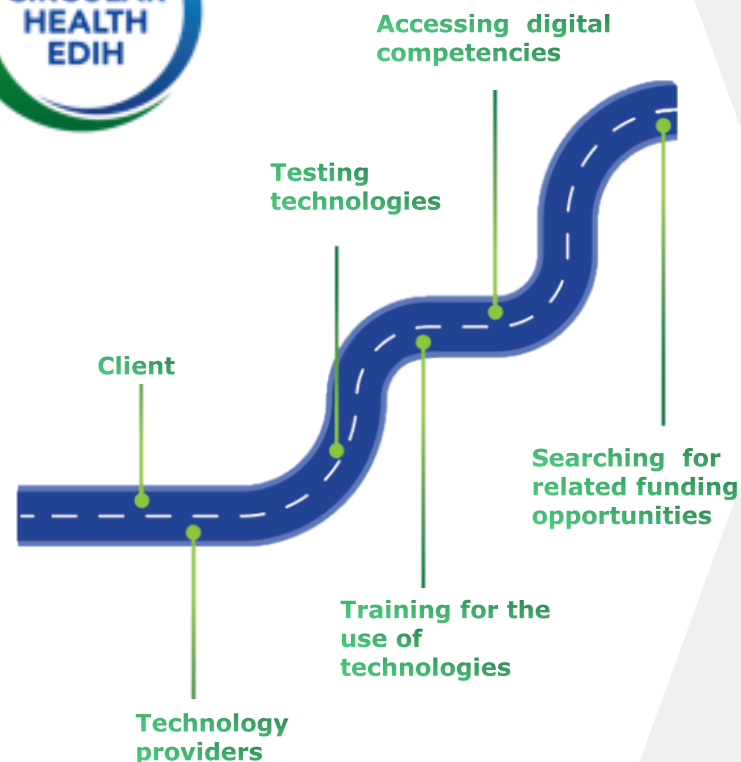 HEALTH
EDIH
Accessing digital
competencies
Testing
technologies
Client
Searching for
related funding
opportunities
Training for the
use of
technologies
Technology
providers